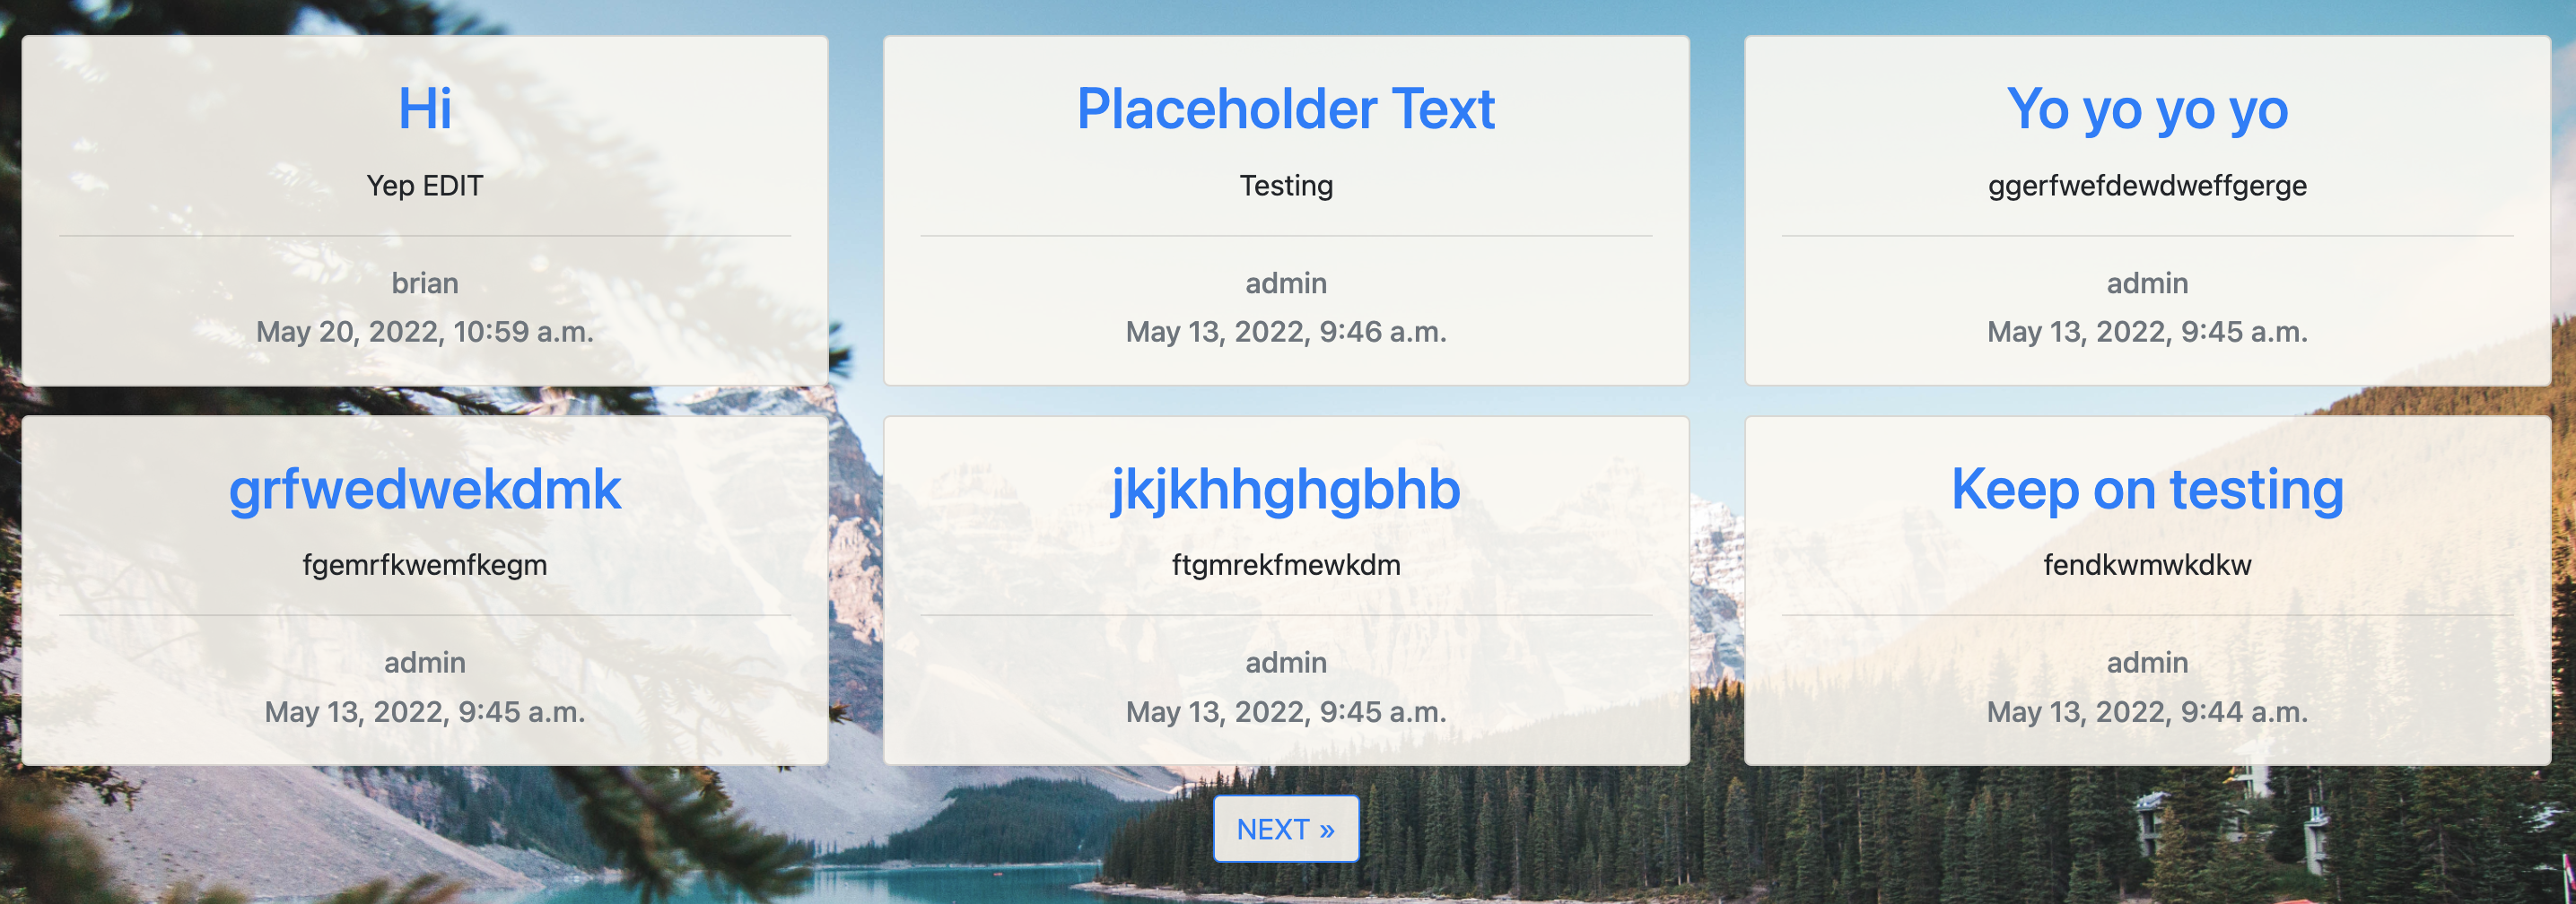 Hi
Yep EDIT
brian
May 20, 2022, 10:59 a.m.
Placeholder Text
Testing
admin
May 13, 2022, 9:46 a.m.
Yo yo yo yo
ggerfwefdewdweffgerge
admin
May 13, 2022, 9:45 a.m.
grfwedwekdmk
fgemrfkwemfkegm
admin
May 13, 2022, 9:45 a.m.
jkjkhhghgbhb
ftgmrekfmewkdm
admin
May 13, 2022, 9:45 a.m.
Keep on testing
fendkwmwkdkw
admin
May 13, 2022, 9:44 a.m.
NEXT »